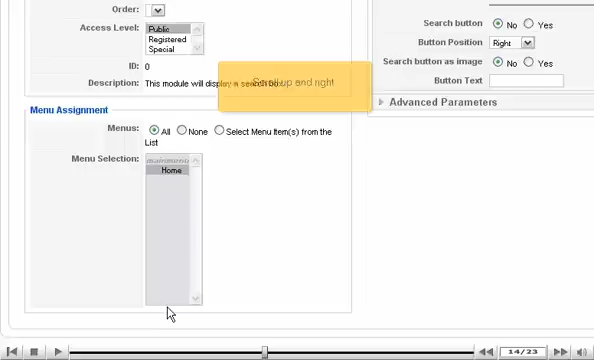 Order:
Access Level: Public
Registered
Special
ID: 0
Description: This module will display a search box.
Scroll up and right
Menu Assignment
Menus: All None Select Menu Item(s) from the
List
Menu Selection: mainmenu
Home
Search button No Yes
Button Position Right
Search button as image No Yes
Button Text
Advanced Parameters
14/23